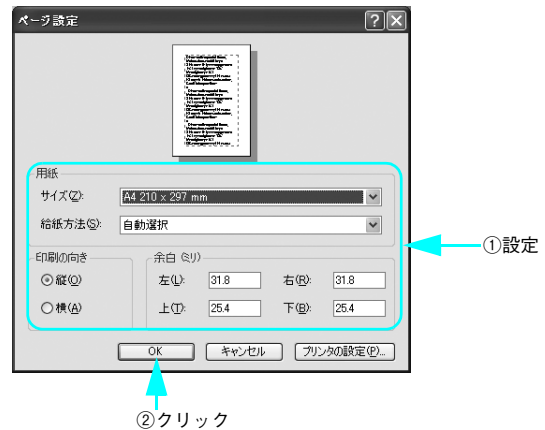 ページ設定
用紙
サイズ(Z):
A4 210 x 297 mm
給紙方法(S):
自動選択
印刷の向き
縦(O)
横(A)
余白 (ミリ)
左(L): 31.8 右(R): 31.8
上(T): 25.4 下(B): 25.4
①設定
OK キャンセル プリンタの設定(P)...
②クリック